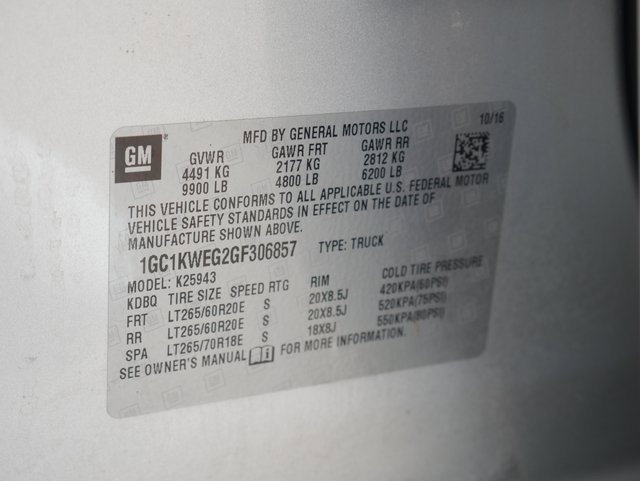 GM
MFD BY GENERAL MOTORS LLC
10/16
GVWR GAWR FRT GAWR RR
4491 KG 2177 KG 2812 KG
9900 LB 4800 LB 6200 LB
THIS VEHICLE CONFORMS TO ALL APPLICABLE U.S. FEDERAL MOTOR
VEHICLE SAFETY STANDARDS IN EFFECT ON THE DATE OF
MANUFACTURE SHOWN ABOVE.
1GC1KWEG2GF306857 TYPE: TRUCK
MODEL: K25943
KDBQ TIRE SIZE SPEED RTG RIM COLD TIRE PRESSURE
FRT LT265/60R20E S 20X8.5J 420KPA(60PSI)
RR LT265/60R20E S 20X8.5J 520KPA(75PSI)
SPA LT265/70R18E S 18X8J 550KPA(80PSI)
SEE OWNER'S MANUAL FOR MORE INFORMATION.